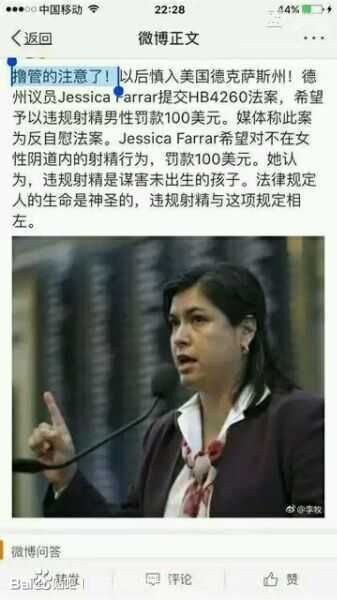 中国移动
22:28
44%
返回
微博正文
撸管的注意了！以后慎入美国德克萨斯州！德
州议员Jessica Farrar提交HB4260法案，希望
予以违规射精男性罚款100美元。媒体称此案
为反自慰法案。Jessica Farrar希望对不在女
性阴道内的射精行为，罚款100美元。她认
为，违规射精是谋害未出生的孩子。法律规定
人的生命是神圣的，违规射精与这项规定相
左。
@李牧
微博问答
转发
评论
赞